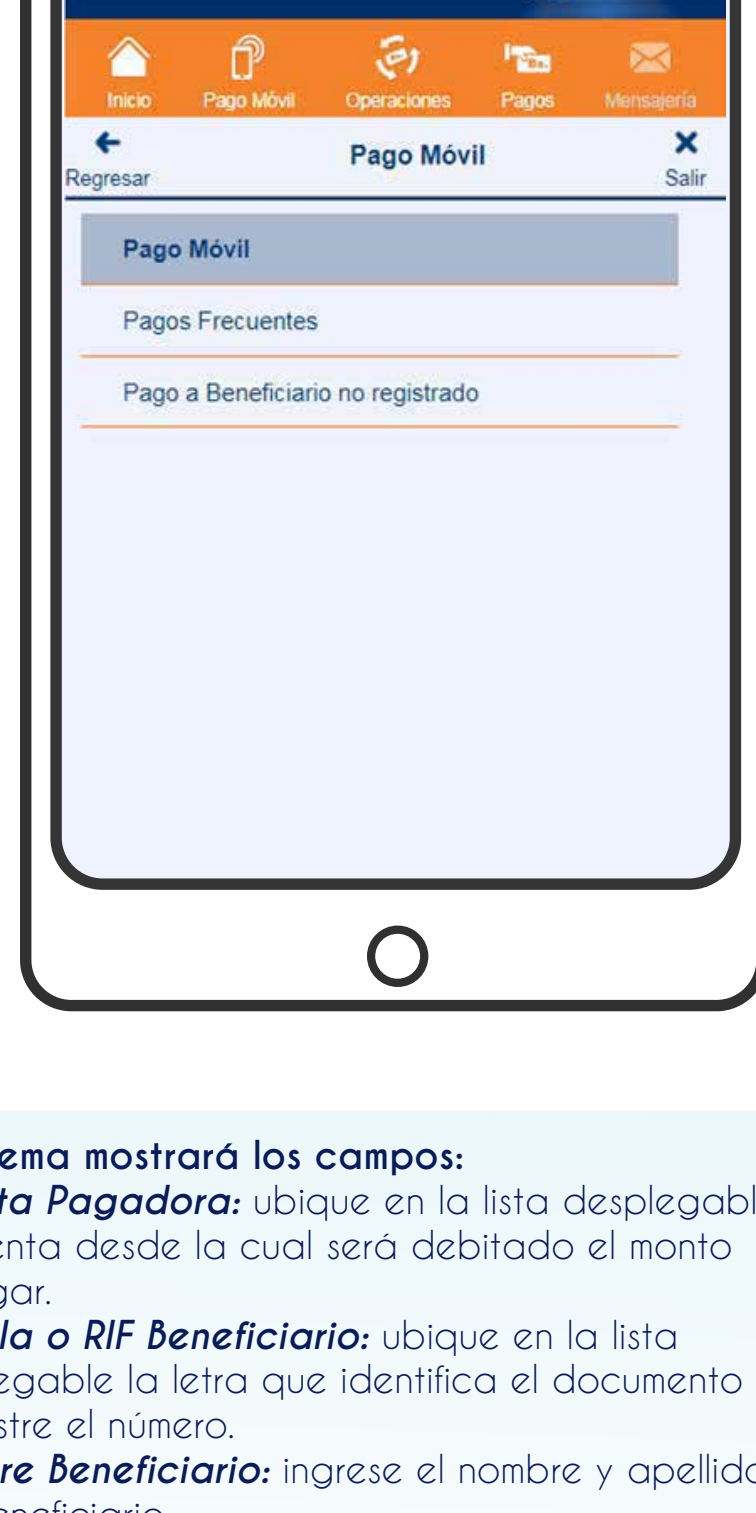 Inicio Pago Móvil Operaciones Pagos Mensajería
Bs.
Regresar Pago Móvil Salir
Pago Móvil
Pagos Frecuentes
Pago a Beneficiario no registrado
ema mostrará los campos:
ta Pagadora: ubique en la lista desplegabl
enta desde la cual será debitado el monto
gar.
la o RIF Beneficiario: ubique en la lista
egable la letra que identifica el documento
stre el número.
re Beneficiario: ingrese el nombre y apellido
eneficiario